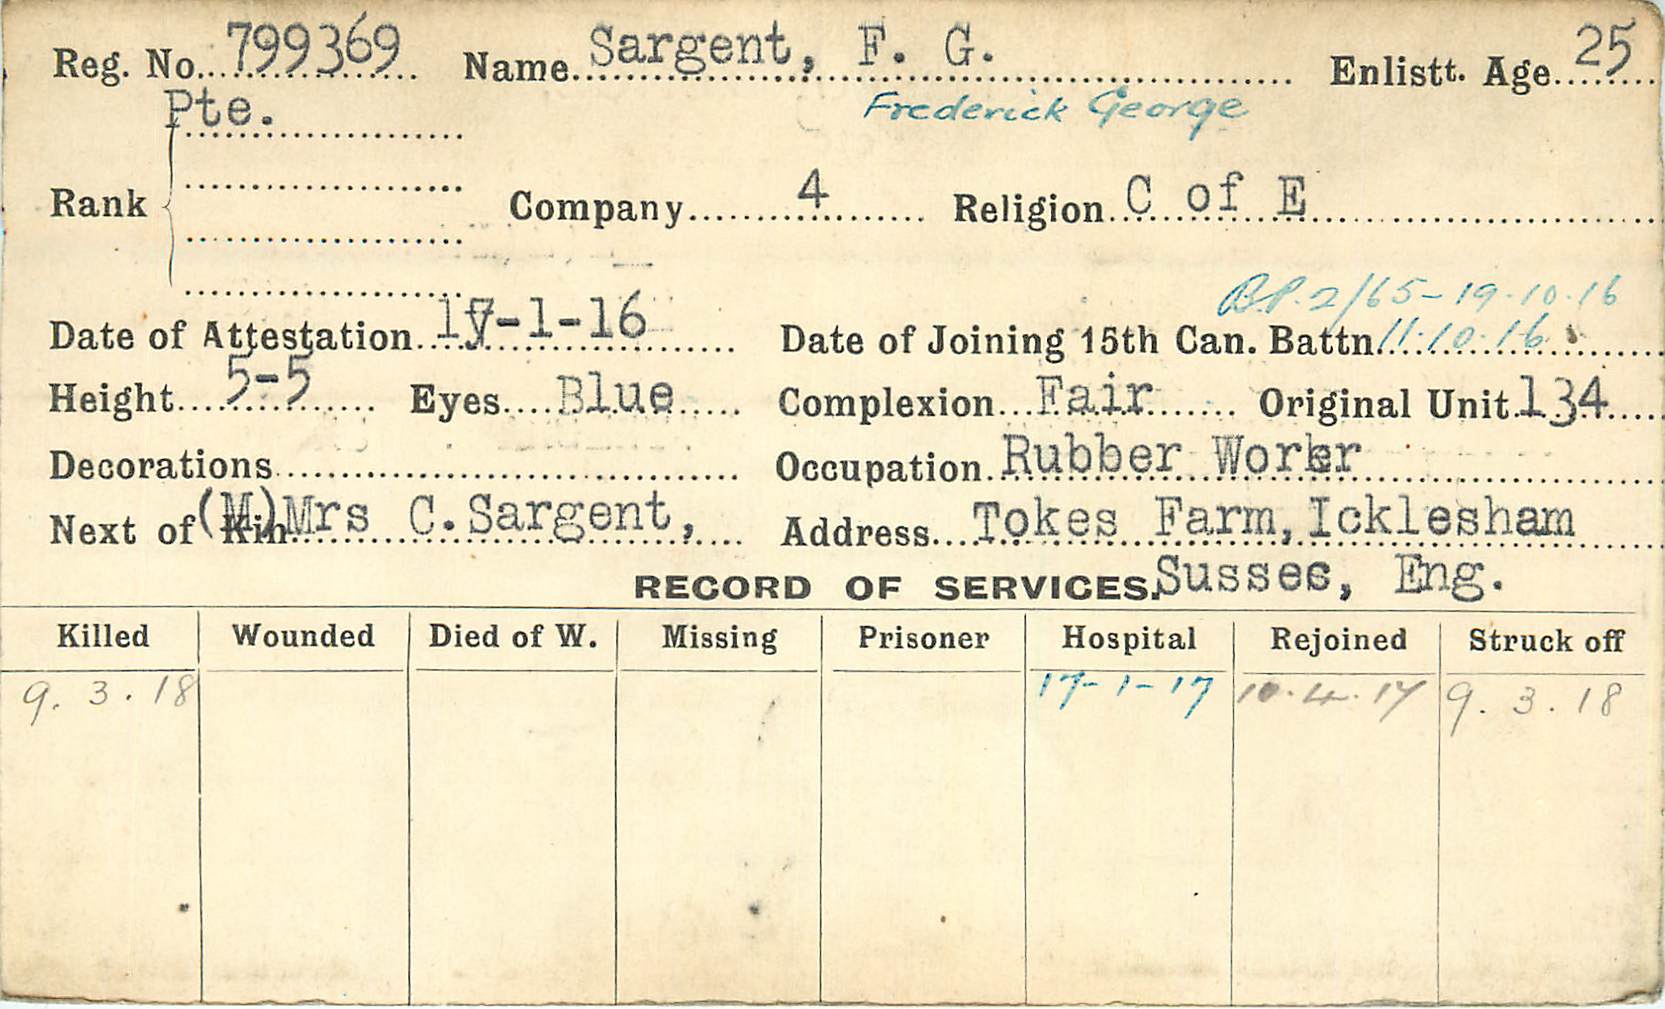 Reg. No. 799369 Name Sargent, F. G. Enlistt. Age 25
Pte. Frederick George
Rank Company 4 Religion C of E
B.P. 2/65-19.10.16
Date of Attestation 17-1-16 Date of Joining 15th Can. Battn. 11.10.16
Height 5-5 Eyes Blue Complexion Fair Original Unit 134
Decorations Occupation Rubber Workr
Next of Kin (M) Mrs C. Sargent, Address Tokes Farm, Icklesham
RECORD OF SERVICES. Susses, Eng.
Killed Wounded Died of W. Missing Prisoner Hospital Rejoined Struck off
9. 3. 18 17-1-17 10.4.17 9. 3. 18